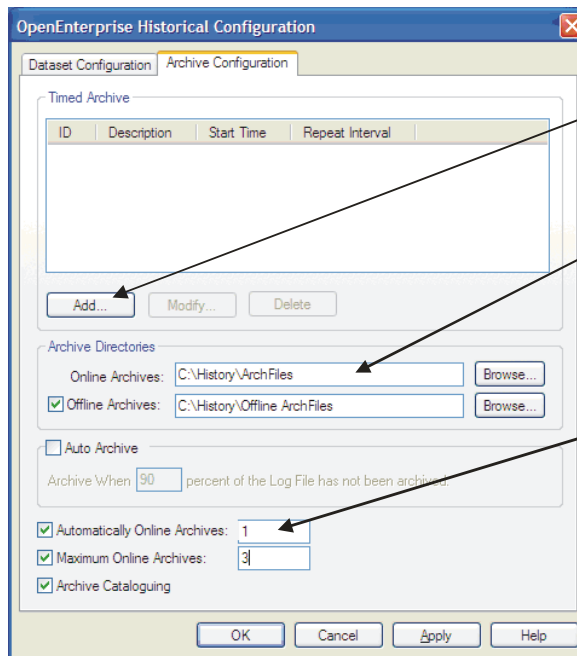 OpenEnterprise Historical Configuration
Dataset Configuration Archive Configuration
Timed Archive
ID Description Start Time Repeat Interval
Add... Modify... Delete
Archive Directories
Online Archives: C:\History\ArchFiles Browse...
Offline Archives: C:\History\Offline ArchFiles Browse...
Auto Archive
Archive When 90 percent of the Log File has not been archived.
Automatically Online Archives: 1
Maximum Online Archives: 3
Archive Cataloguing
OK Cancel Apply Help